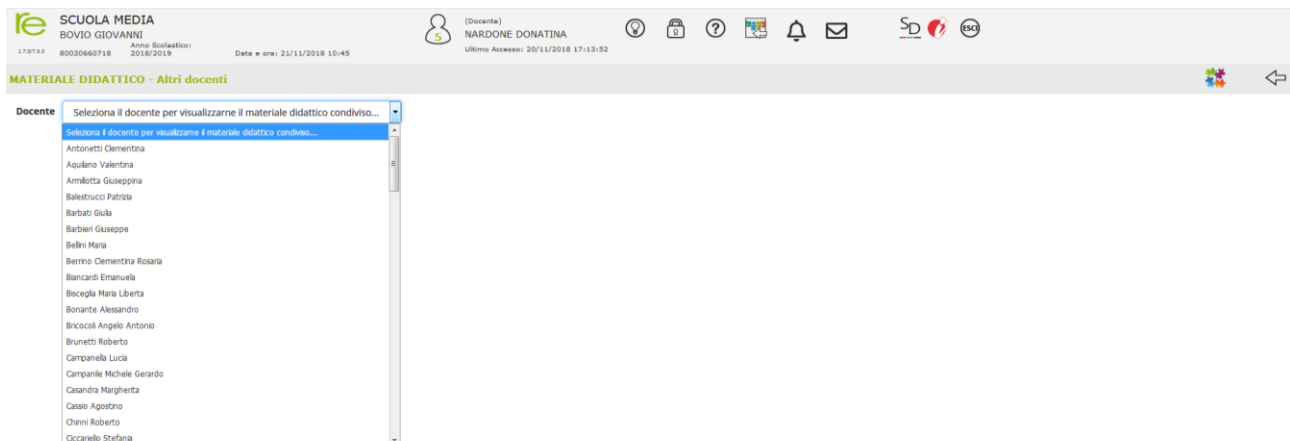 re SCUOLA MEDIA
BOVIO GIOVANNI
80030660718 Anno Scolastico: 2018/2019 Data e ora: 21/11/2018 10:45
5 (Docente)
NARDONE DONATINA
Ultimo Accesso: 20/11/2018 17:13:52
? SD ESCI
MATERIALE DIDATTICO - Altri docenti
Docente Seleziona il docente per visualizzarne il materiale didattico condiviso...
Seleziona il docente per visualizzarne il materiale didattico condiviso...
Antonetti Clementina
Aquilano Valentina
Armillotta Giuseppina
Balestrucci Patrizia
Barbati Giulia
Barbieri Giuseppe
Bellini Maria
Berrino Clementina Rosaria
Biancardi Emanuela
Bisceglia Maria Liberta
Bonante Alessandro
Bricocoli Angelo Antonio
Brunetti Roberto
Campanella Lucia
Campanile Michele Gerardo
Casandra Margherita
Cassio Agostino
Chinni Roberto
Ciccariello Stefania